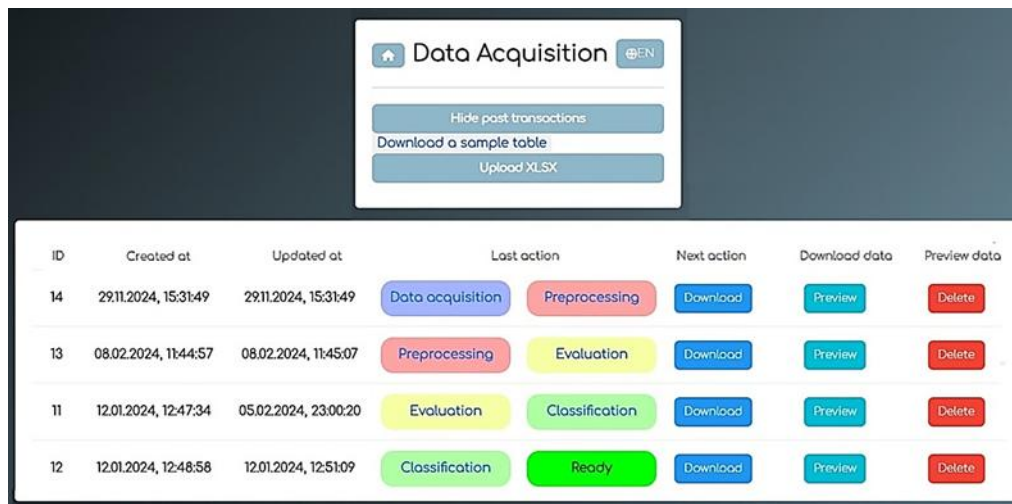 Data Acquisition EN
Hide past transactions
Download a sample table
Upload XLSX
ID Created at Updated at Last action Next action Download data Preview data
14 29.11.2024, 15:31:49 29.11.2024, 15:31:49 Data acquisition Preprocessing Download Preview Delete
13 08.02.2024, 11:44:57 08.02.2024, 11:45:07 Preprocessing Evaluation Download Preview Delete
11 12.01.2024, 12:47:34 05.02.2024, 23:00:20 Evaluation Classification Download Preview Delete
12 12.01.2024, 12:48:58 12.01.2024, 12:51:09 Classification Ready Download Preview Delete